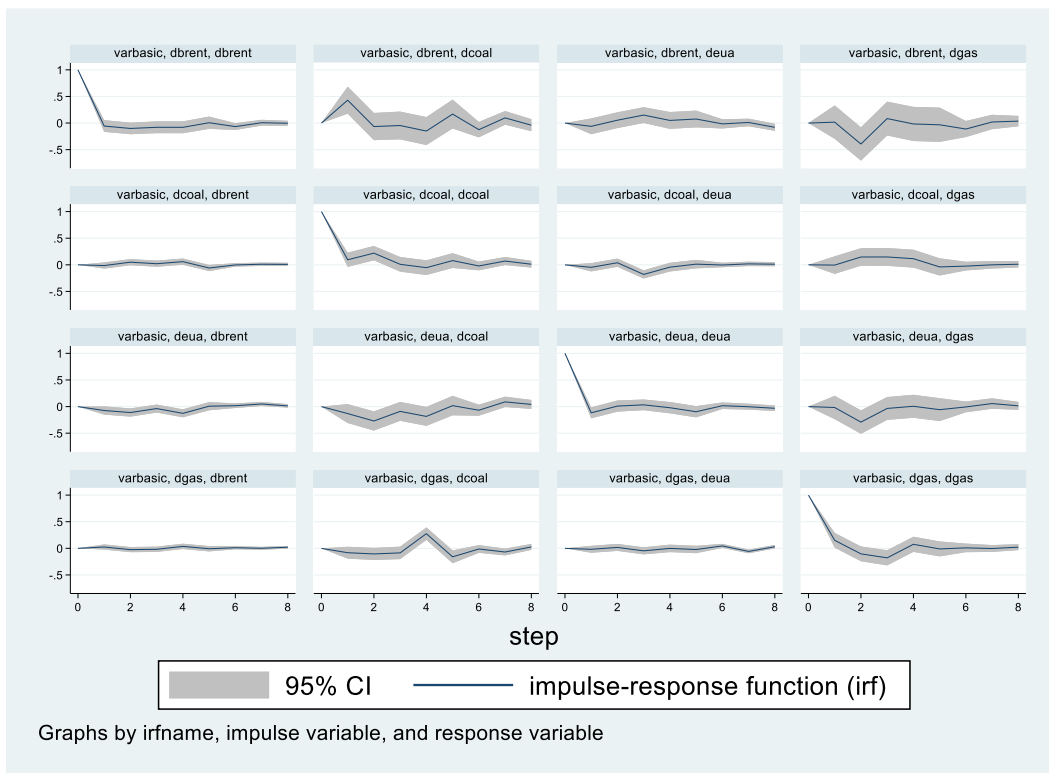 varbasic, dbrent, dbrent varbasic, dbrent, dcoal varbasic, dbrent, deua varbasic, dbrent, dgas
1
.5
0
-.5
varbasic, dcoal, dbrent varbasic, dcoal, dcoal varbasic, dcoal, deua varbasic, dcoal, dgas
1
.5
0
-.5
varbasic, deua, dbrent varbasic, deua, dcoal varbasic, deua, deua varbasic, deua, dgas
1
.5
0
-.5
varbasic, dgas, dbrent varbasic, dgas, dcoal varbasic, dgas, deua varbasic, dgas, dgas
1
.5
0
-.5
0 2 4 6 8 0 2 4 6 8 0 2 4 6 8 0 2 4 6 8
step
95% CI impulse-response function (irf)
Graphs by irfname, impulse variable, and response variable